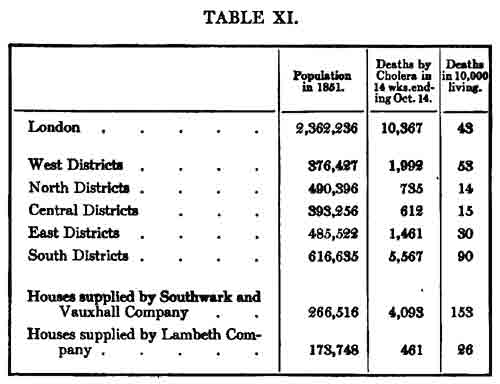 TABLE XI.
Population in 1851. Deaths by Cholera in 14 wks. ending Oct. 14. Deaths in 10,000 living.
London . . . . . 2,362,236 10,367 43
West Districts . . . . 376,427 1,992 53
North Districts . . . . 490,396 735 14
Central Districts . . . 393,256 612 15
East Districts . . . . 485,522 1,461 30
South Districts . . . . 616,635 5,567 90
Houses supplied by Southwark and
Vauxhall Company . . 266,516 4,093 153
Houses supplied by Lambeth Com-
pany . . . . . 173,748 461 26